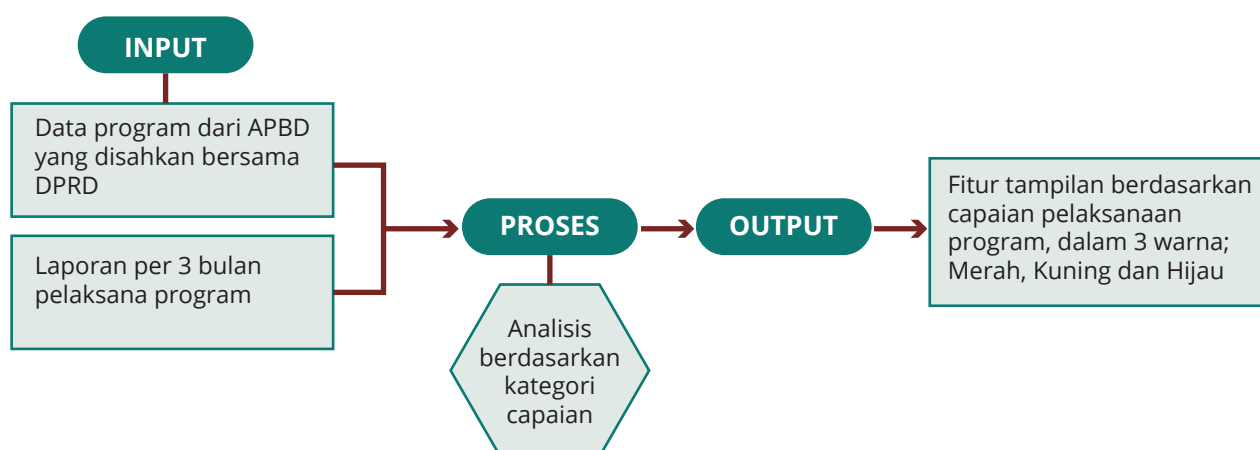 INPUT
Data program dari APBD
yang disahkan bersama
DPRD
Laporan per 3 bulan
pelaksana program
PROSES
Analisis
berdasarkan
kategori
capaian
OUTPUT
Fitur tampilan berdasarkan
capaian pelaksanaan
program, dalam 3 warna;
Merah, Kuning dan Hijau